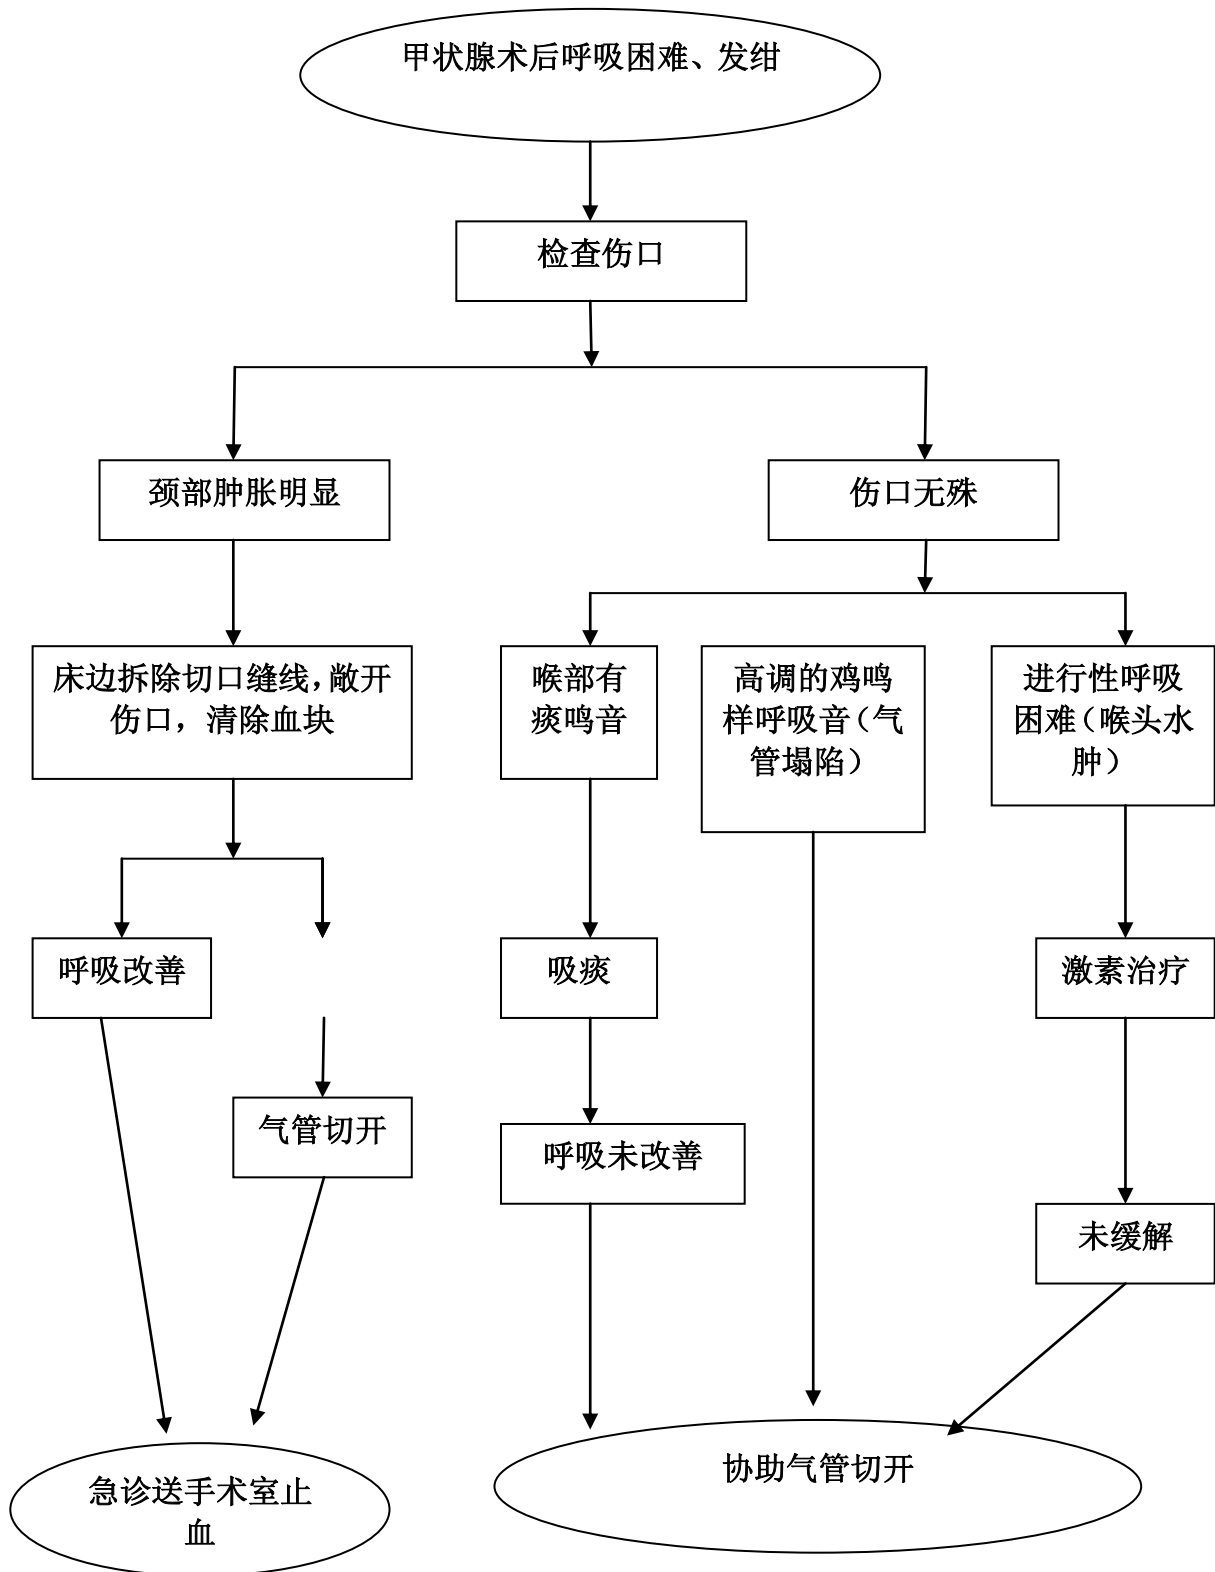 甲状腺术后呼吸困难、发绀
检查伤口
颈部肿胀明显
伤口无殊
床边拆除切口缝线，敞开
伤口，清除血块
喉部有
痰鸣音
高调的鸡鸣
样呼吸音（气
管塌陷）
进行性呼吸
困难（喉头水
肿）
呼吸改善
吸痰
激素治疗
气管切开
呼吸未改善
未缓解
急诊送手术室止
血
协助气管切开